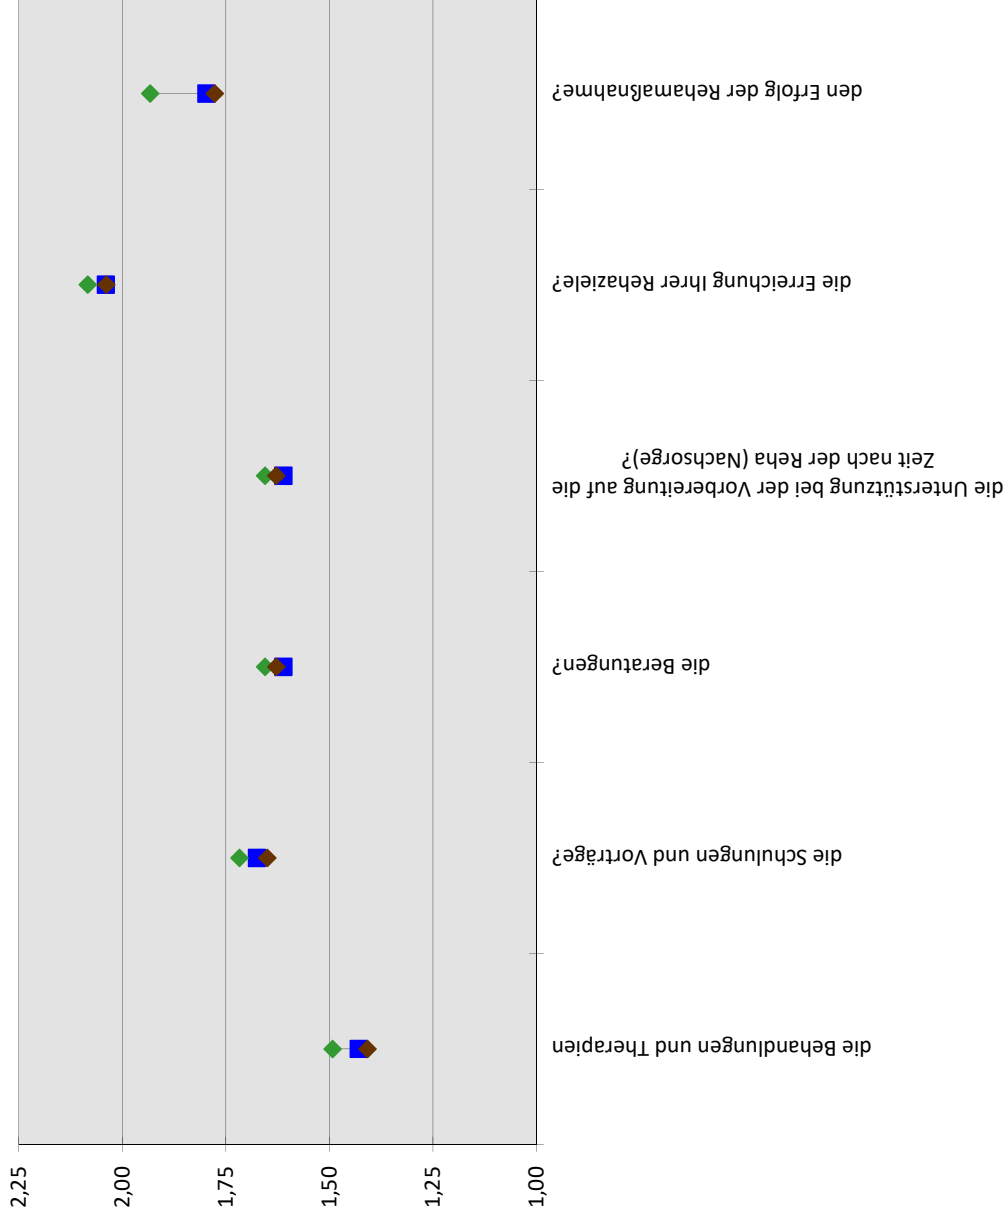 den Erfolg der Rehamaßnahme?
die Erreichung Ihrer Rehaziele?
die Unterstützung bei der Vorbereitung auf die
Zeit nach der Reha (Nachsorge)?
die Beratungen?
die Schulungen und Vorträge?
die Behandlungen und Therapien
2,25
2,00
1,75
1,50
1,25
1,00